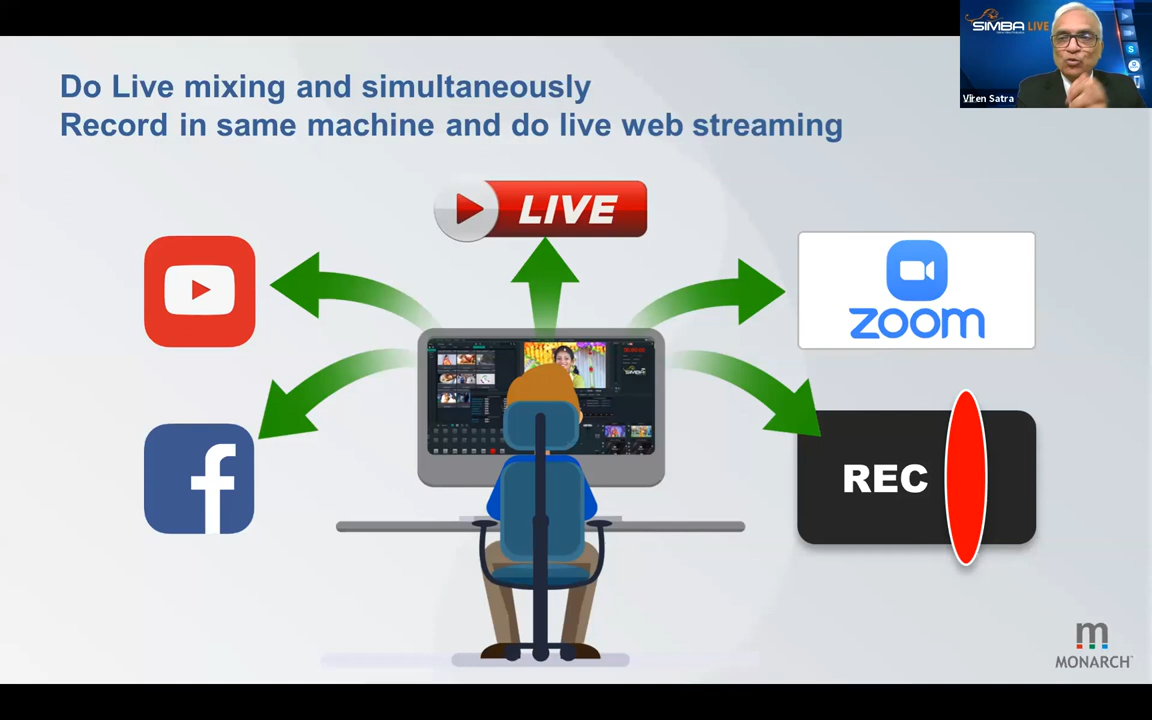 SIMBA LIVE
Viren Satra
Do Live mixing and simultaneously
Record in same machine and do live web streaming
LIVE
zoom
SIMBA
REC
MONARCH